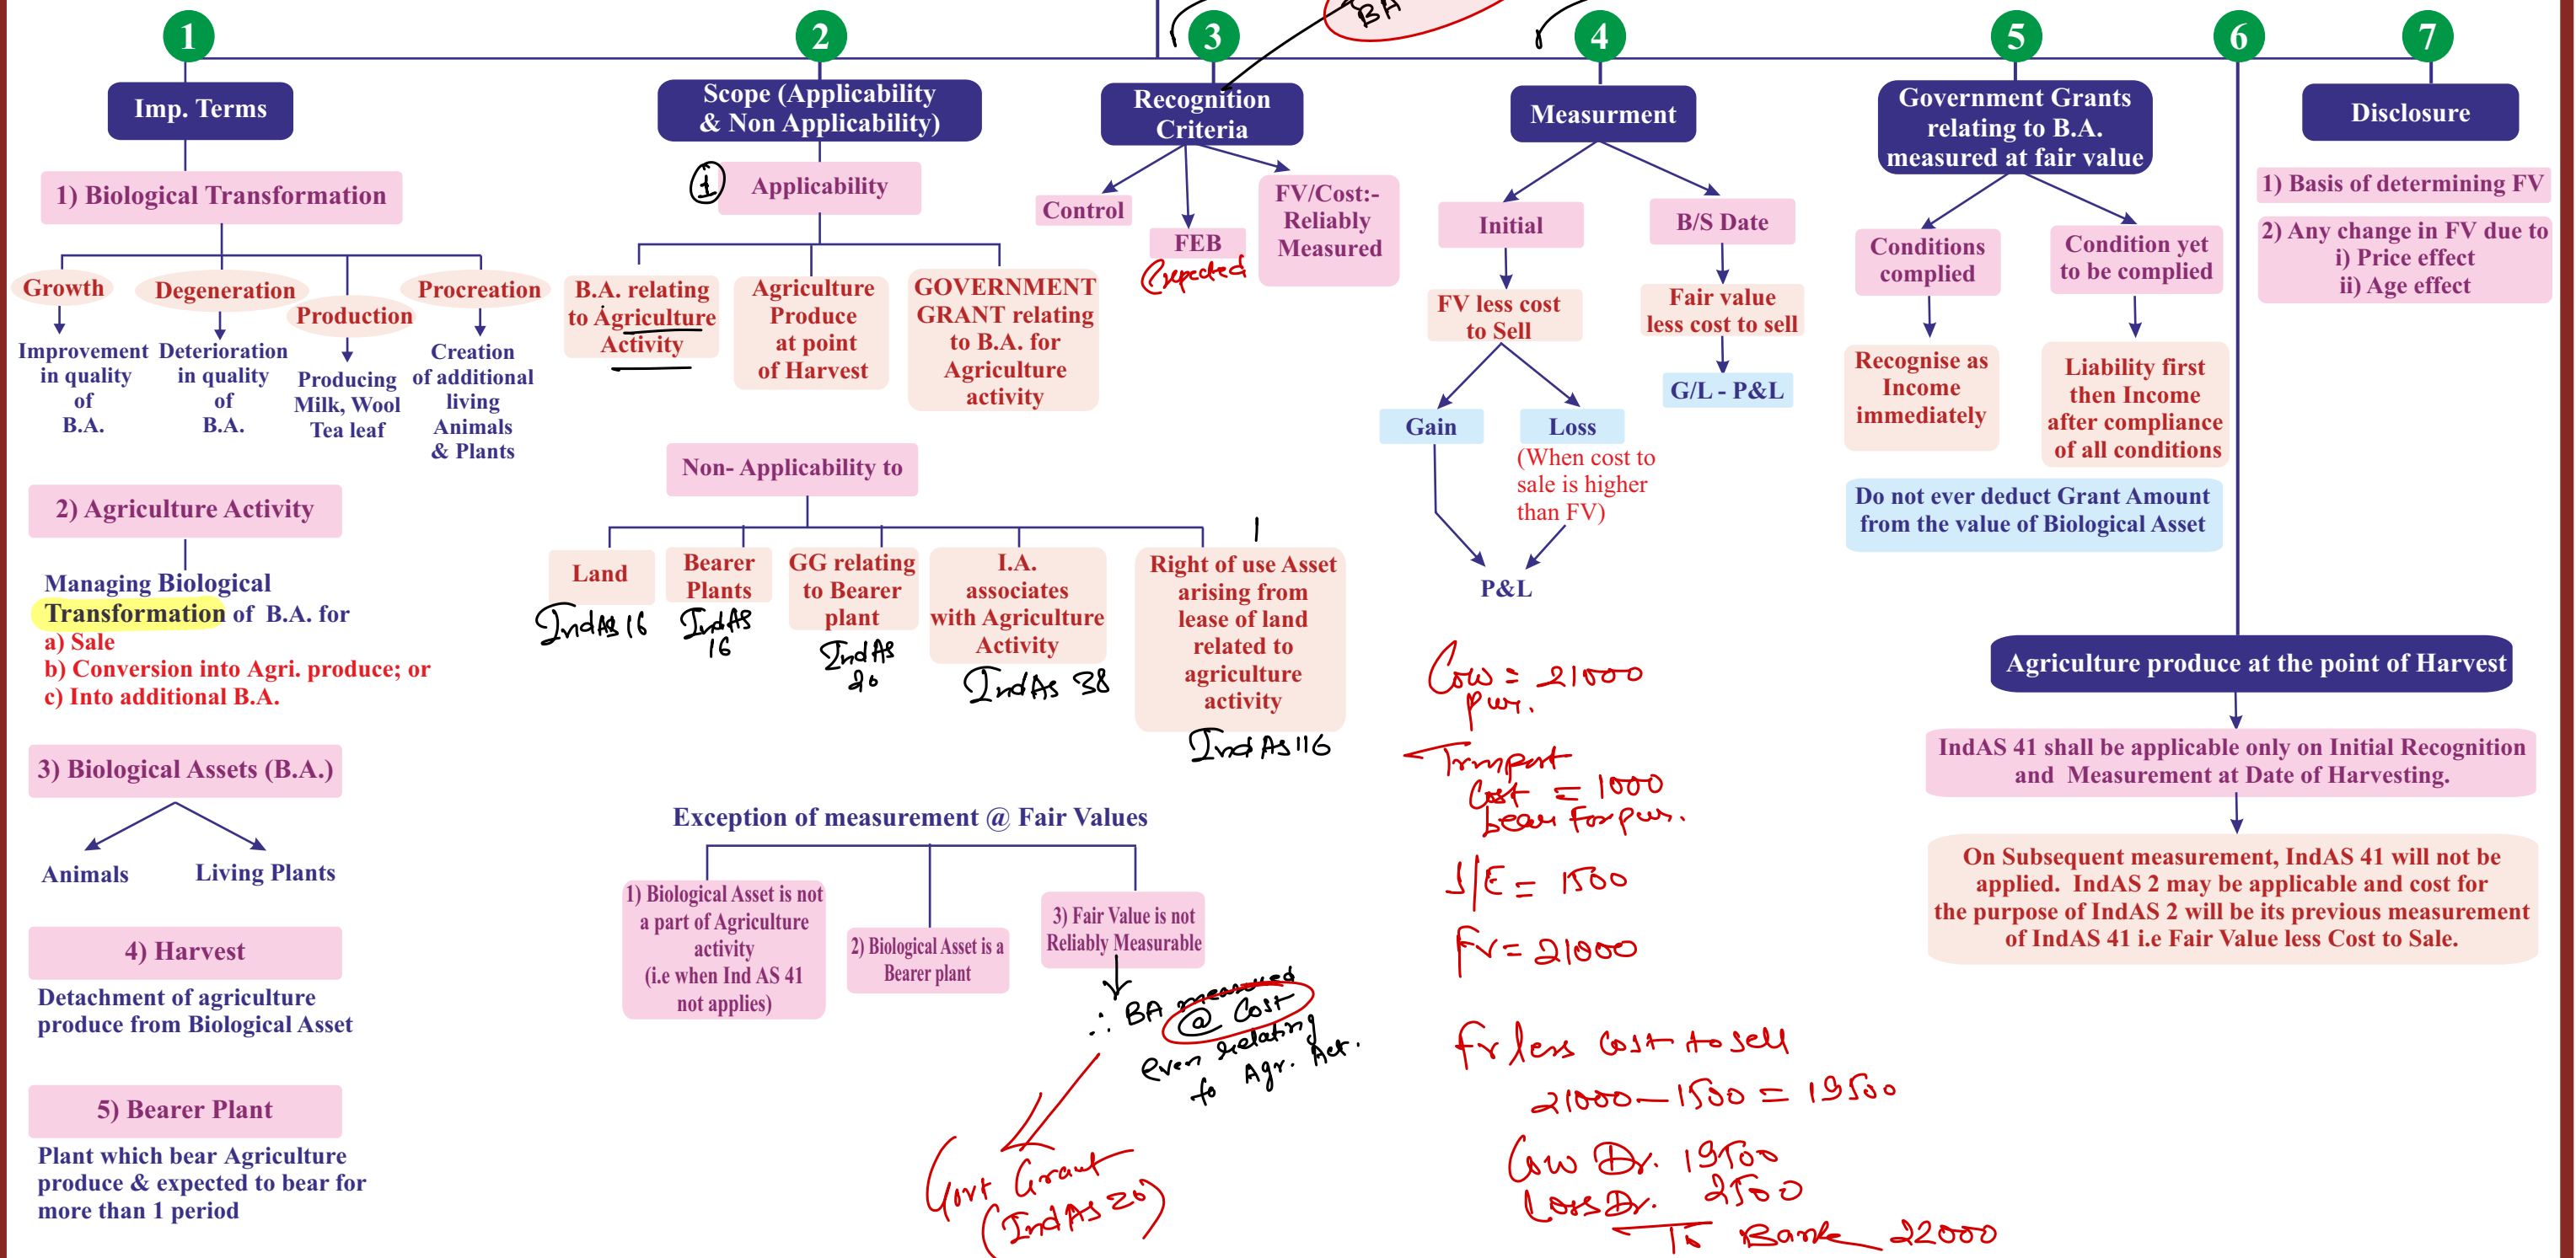 1
2
3
4
5
6
7
BA
Imp. Terms
1) Biological Transformation
Growth
Improvement
in quality
of
B.A.
Degeneration
Deterioration
in quality
of
B.A.
Production
Producing
Milk, Wool
Tea leaf
Procreation
Creation
of additional
living
Animals
& Plants
2) Agriculture Activity
Managing Biological
Transformation of B.A. for
a) Sale
b) Conversion into Agri. produce; or
c) Into additional B.A.
3) Biological Assets (B.A.)
Animals
Living Plants
4) Harvest
Detachment of agriculture
produce from Biological Asset
5) Bearer Plant
Plant which bear Agriculture
produce & expected to bear for
more than 1 period
Scope (Applicability
& Non Applicability)
1
Applicability
B.A. relating
to Agriculture
Activity
Agriculture
Produce
at point
of Harvest
GOVERNMENT
GRANT relating
to B.A. for
Agriculture
activity
Non- Applicability to
Land
IndAS 16
Bearer
Plants
IndAS
16
GG relating
to Bearer
plant
IndAS
20
I.A.
associates
with Agriculture
Activity
IndAs 38
Right of use Asset
arising from
lease of land
related to
agriculture
activity
IndAs 116
Exception of measurement @ Fair Values
1) Biological Asset is not
a part of Agriculture
activity
(i.e when Ind AS 41
not applies)
2) Biological Asset is a
Bearer plant
3) Fair Value is not
Reliably Measurable
∴ BA measured
@ Cost
even relating
to Agr. Act.
Govt Grant
(IndAs 20)
Recognition
Criteria
Control
FEB
Expected
FV/Cost:-
Reliably
Measured
Measurment
Initial
FV less cost
to Sell
Gain
Loss
(When cost to
sale is higher
than FV)
P&L
B/S Date
Fair value
less cost to sell
G/L - P&L
Cow = 21000
pur.
Trnsport
Cost = 1000
bear for pur.
S/E = 1500
FV = 21000
Fv less cost to sell
21000 - 1500 = 19500
Cow Dr. 19500
Loss Dr. 2500
To Bank 22000
Government Grants
relating to B.A.
measured at fair value
Conditions
complied
Recognise as
Income
immediately
Condition yet
to be complied
Liability first
then Income
after compliance
of all conditions
Do not ever deduct Grant Amount
from the value of Biological Asset
Agriculture produce at the point of Harvest
IndAS 41 shall be applicable only on Initial Recognition
and Measurement at Date of Harvesting.
On Subsequent measurement, IndAS 41 will not be
applied. IndAS 2 may be applicable and cost for
the purpose of IndAS 2 will be its previous measurement
of IndAS 41 i.e Fair Value less Cost to Sale.
Disclosure
1) Basis of determining FV
2) Any change in FV due to
i) Price effect
ii) Age effect